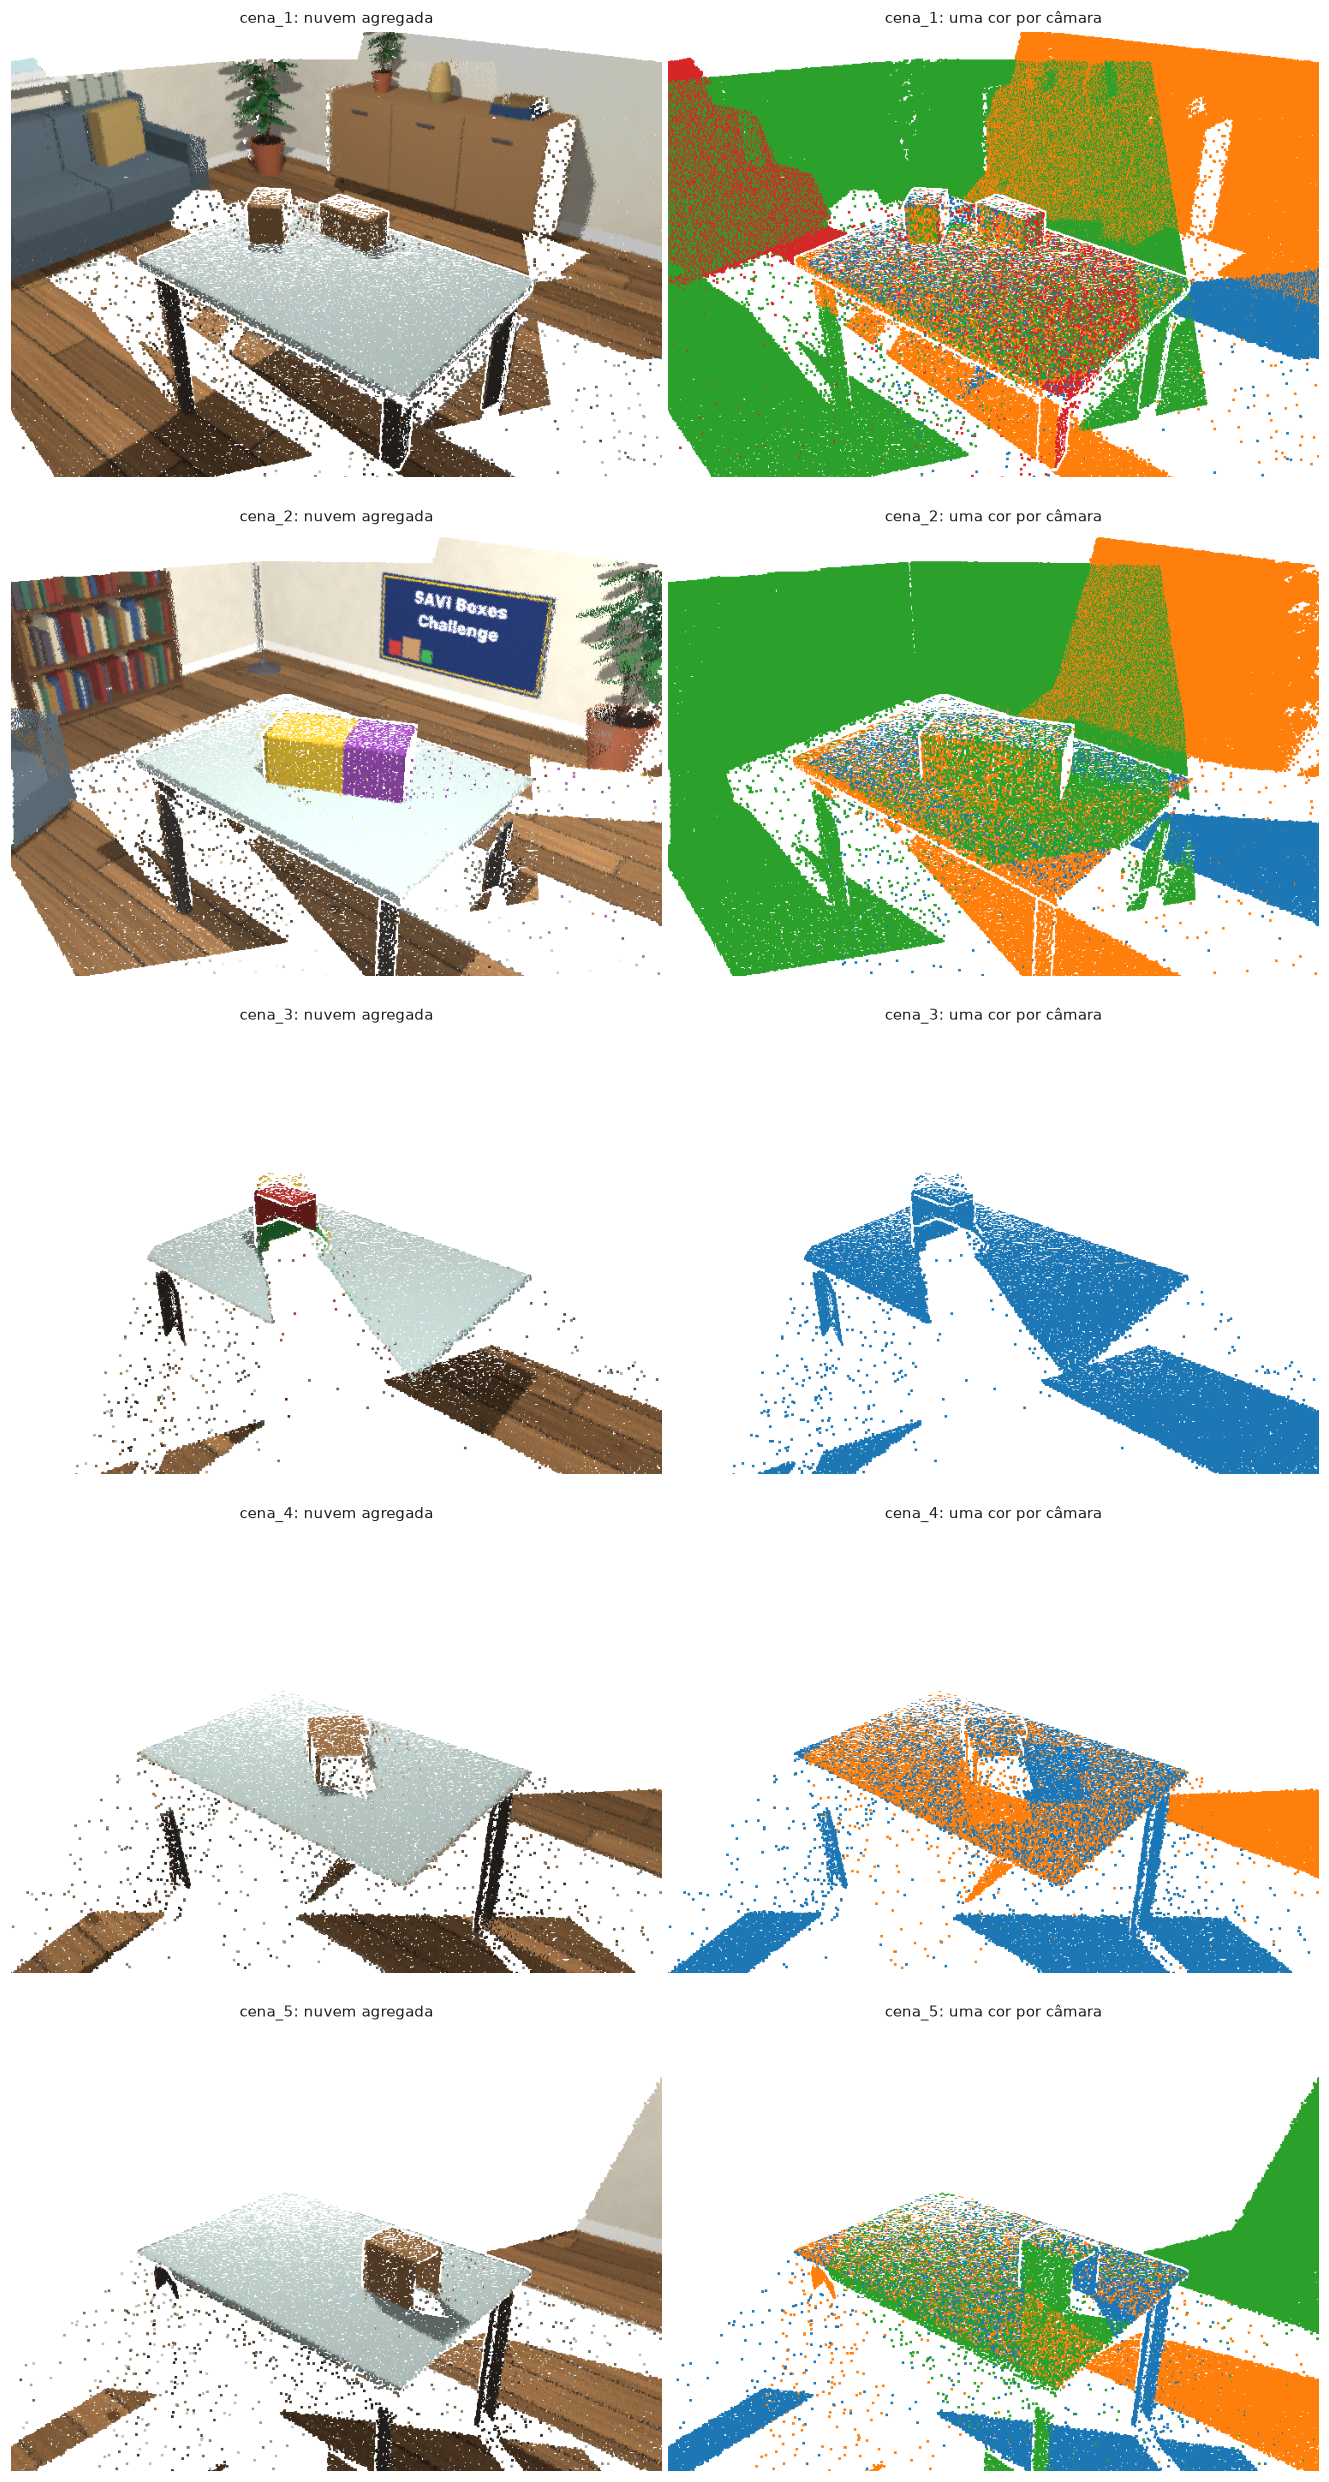 cena_1: nuvem agregada
cena_1: uma cor por câmara
cena_2: nuvem agregada
cena_2: uma cor por câmara
SAVI Boxes
Challenge
cena_3: nuvem agregada
cena_3: uma cor por câmara
cena_4: nuvem agregada
cena_4: uma cor por câmara
cena_5: nuvem agregada
cena_5: uma cor por câmara